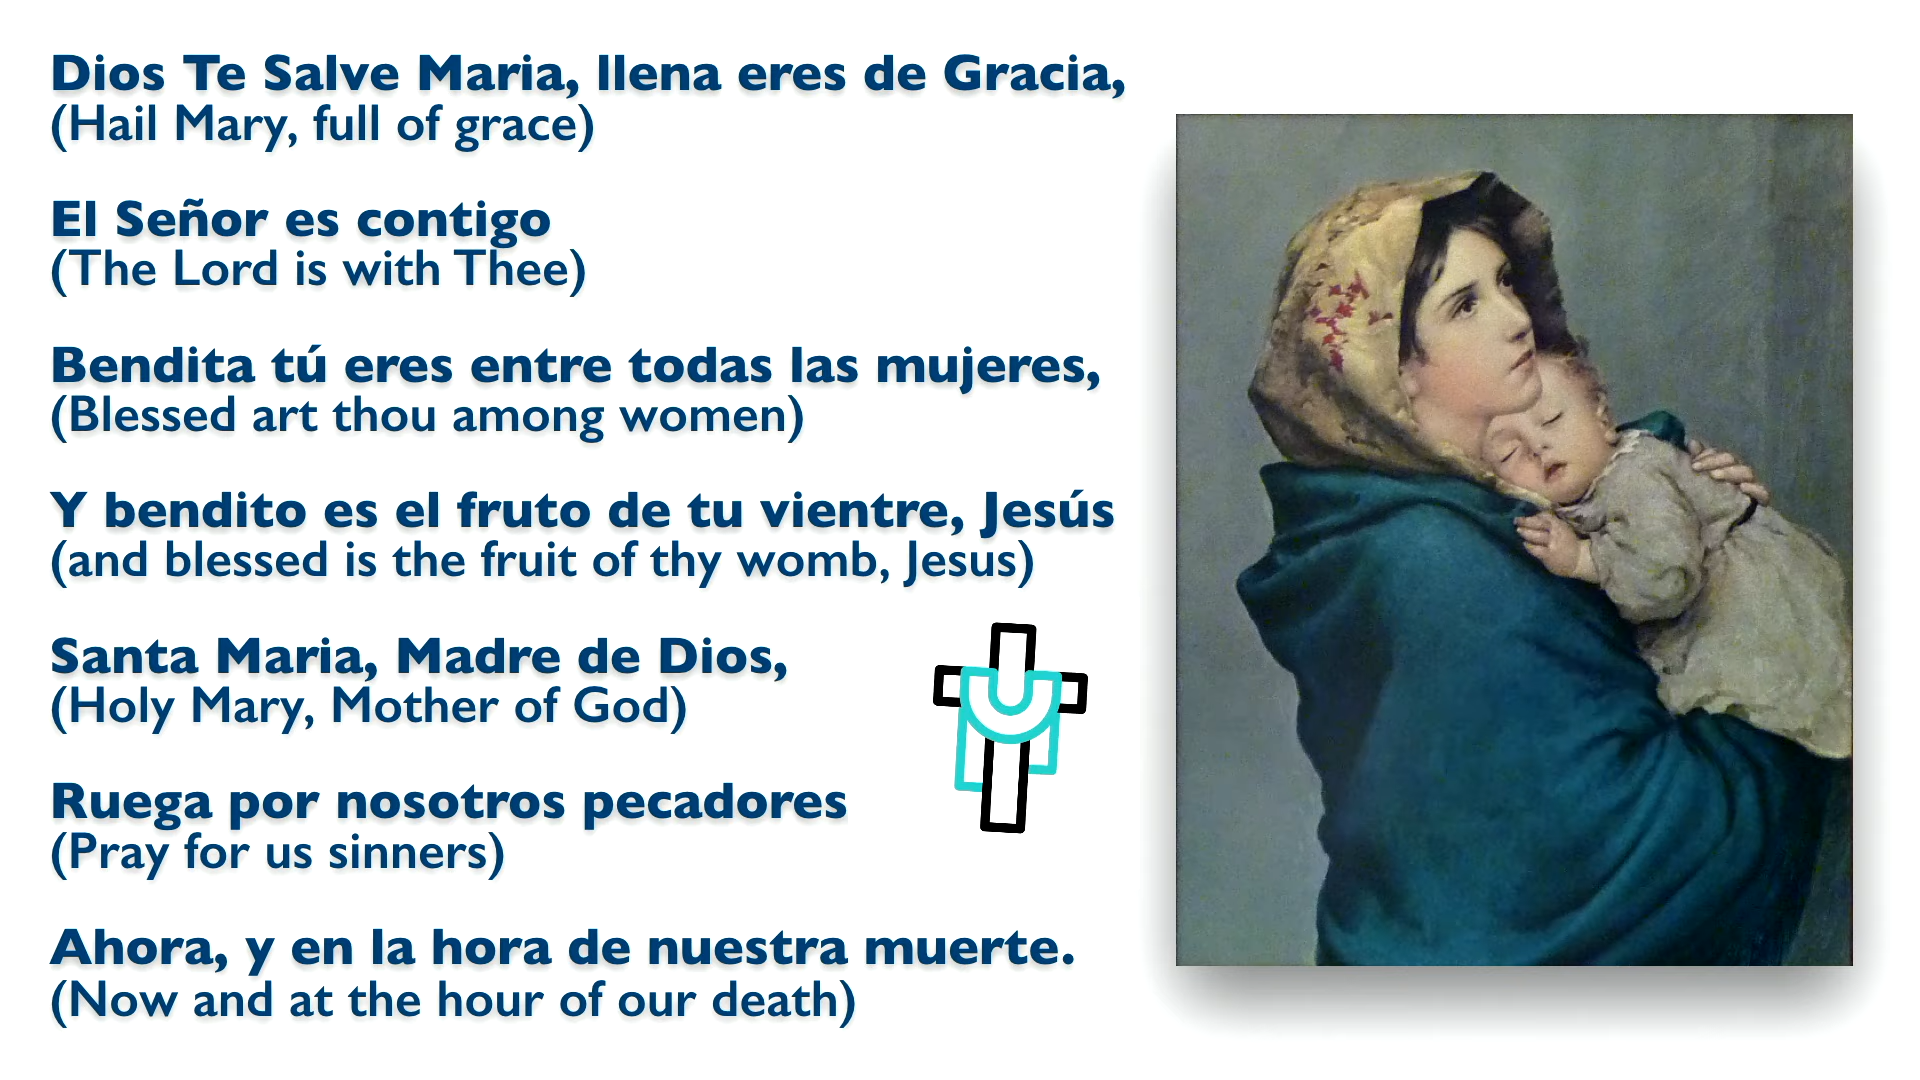 Dios Te Salve Maria, llena eres de Gracia,
(Hail Mary, full of grace)
El Señor es contigo
(The Lord is with Thee)
Bendita tú eres entre todas las mujeres,
(Blessed art thou among women)
Y bendito es el fruto de tu vientre, Jesús
(and blessed is the fruit of thy womb, Jesus)
Santa Maria, Madre de Dios,
(Holy Mary, Mother of God)
Ruega por nosotros pecadores
(Pray for us sinners)
Ahora, y en la hora de nuestra muerte.
(Now and at the hour of our death)